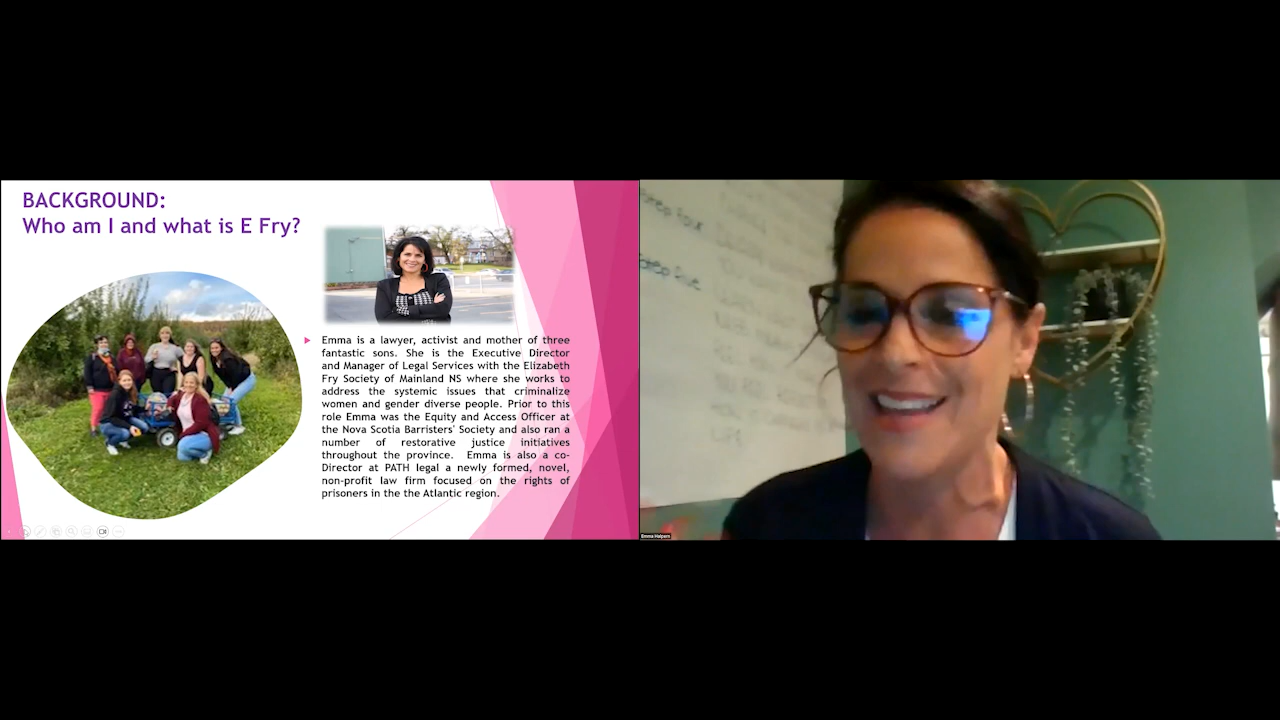 BACKGROUND:
Who am I and what is E Fry?
Emma is a lawyer, activist and mother of three
fantastic sons. She is the Executive Director
and Manager of Legal Services with the Elizabeth
Fry Society of Mainland NS where she works to
address the systemic issues that criminalize
women and gender diverse people. Prior to this
role Emma was the Equity and Access Officer at
the Nova Scotia Barristers' Society and also ran a
number of restorative justice initiatives
throughout the province. Emma is also a co-
Director at PATH legal a newly formed, novel,
non-profit law firm focused on the rights of
prisoners in the the Atlantic region.
Emma Halpern